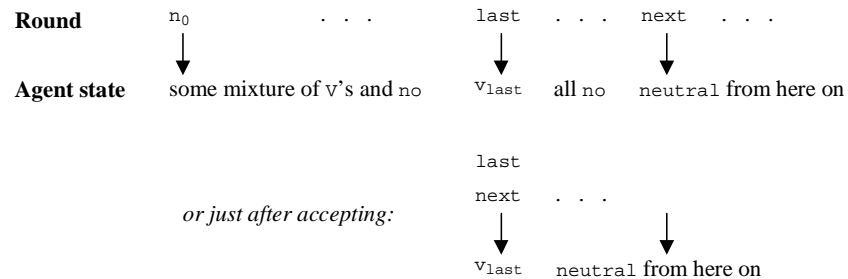 Round n0 . . . last . . . next . . .
Agent state some mixture of v's and no vlast all no neutral from here on
last
or just after accepting: next . . .
vlast neutral from here on